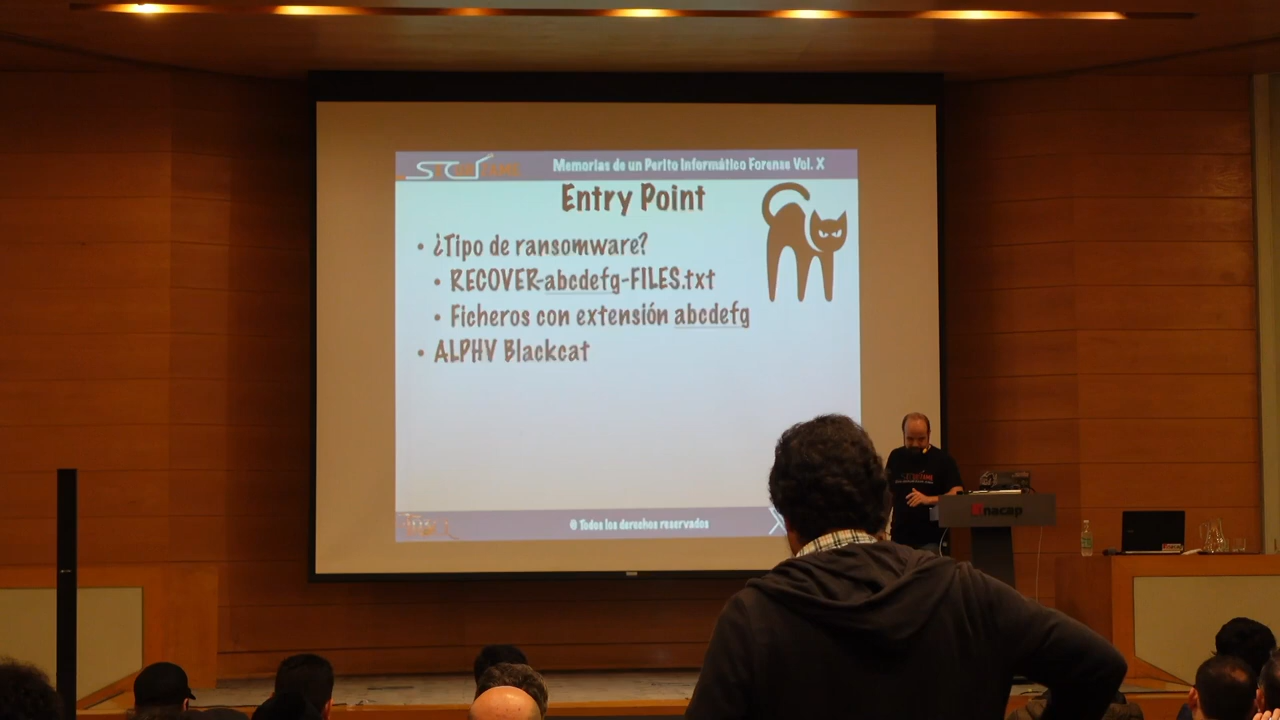 Memorias de un Perito Informático Forense Vol. X
Entry Point
• ¿Tipo de ransomware?
• RECOVER-abcdefg-FILES.txt
• Ficheros con extensión abcdefg
• ALPHV Blackcat
© Todos los derechos reservados
inacap